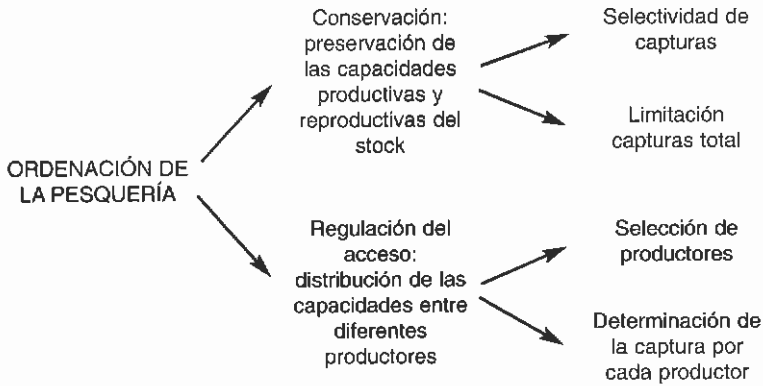 ORDENACIÓN DE
LA PESQUERÍA
Conservación:
preservación de
las capacidades
productivas y
reproductivas del
stock
Selectividad de
capturas
Limitación
capturas total
Regulación del
acceso:
distribución de las
capacidades entre
diferentes
productores
Selección de
productores
Determinación de
la captura por
cada productor